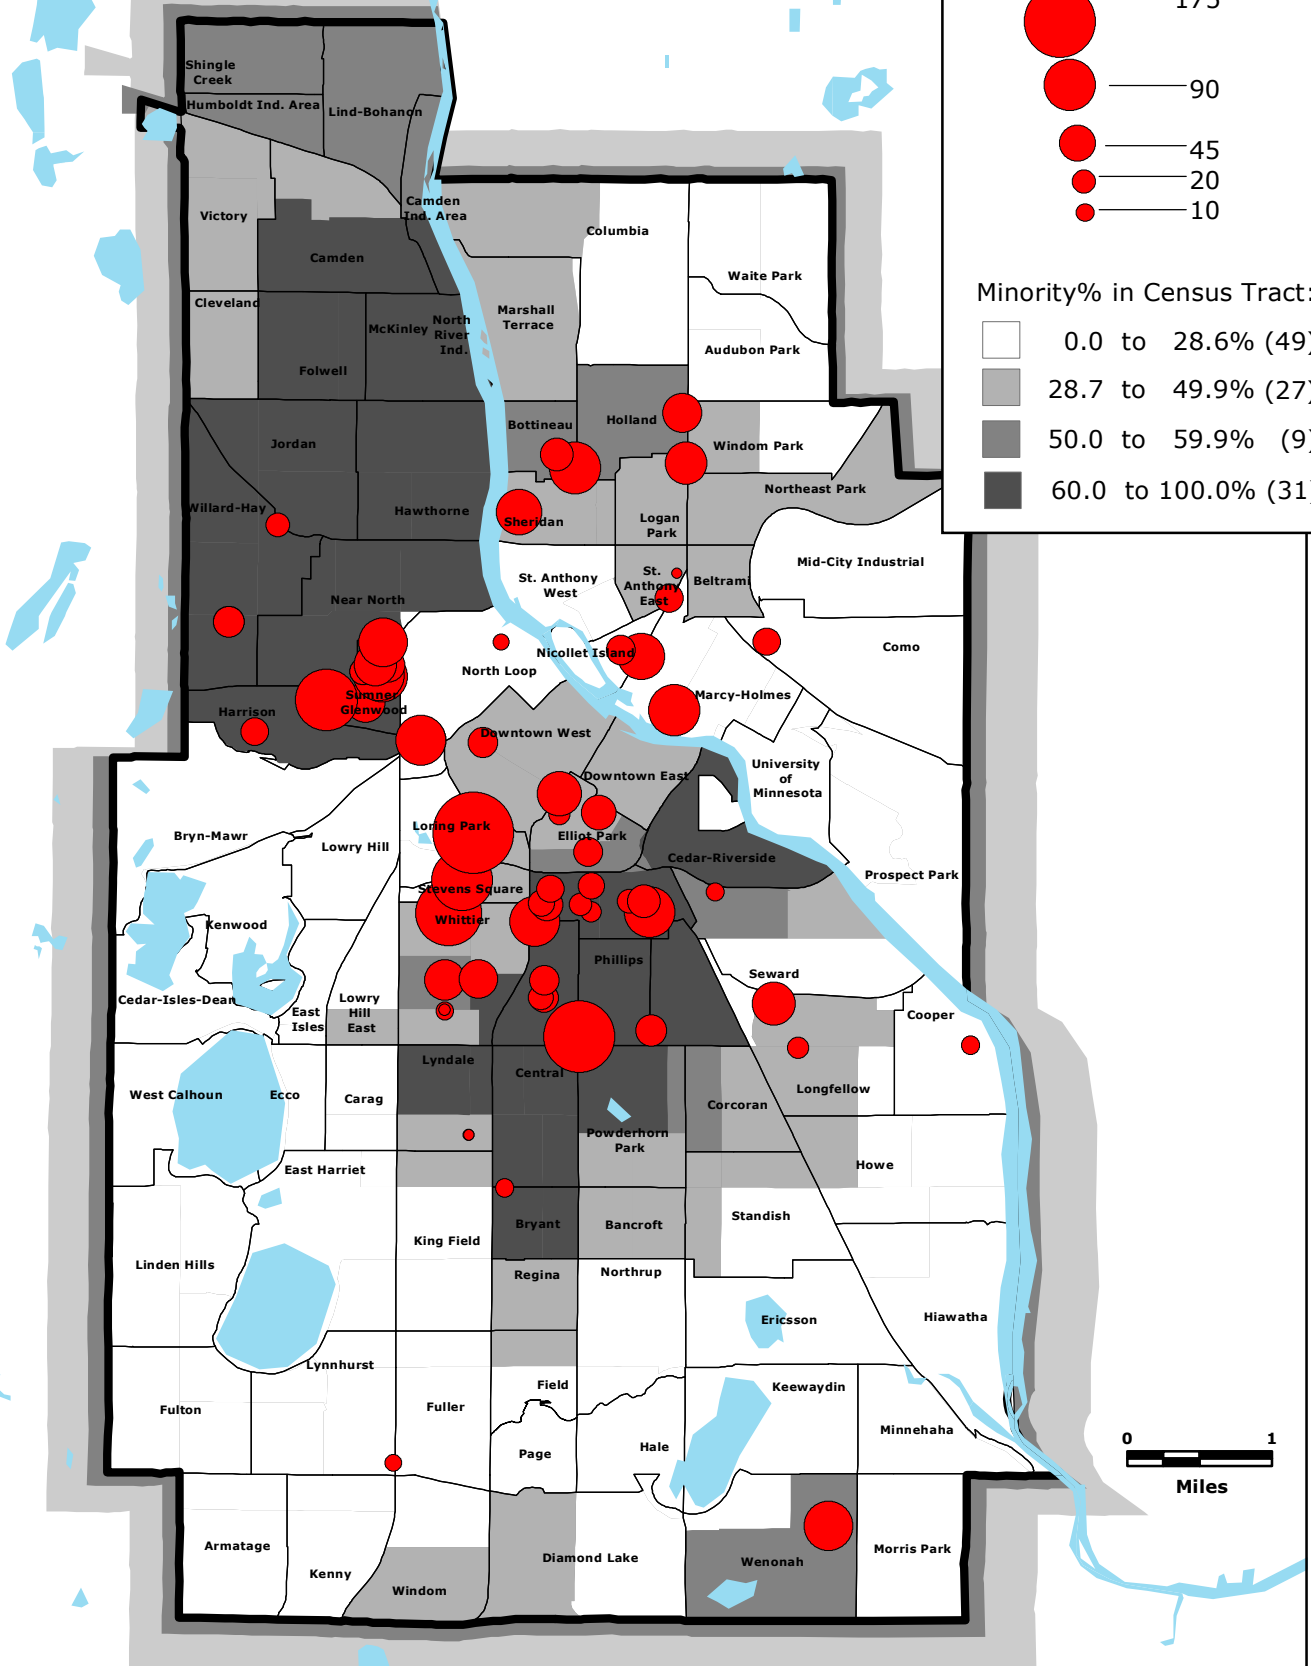 175
90
45
20
10
Minority% in Census Tract:
0.0 to 28.6% (49)
28.7 to 49.9% (27)
50.0 to 59.9% (9)
60.0 to 100.0% (31)
Shingle
Creek
Humboldt Ind. Area
Lind-Bohanon
Camden
Ind. Area
Victory
Columbia
Camden
Waite Park
Cleveland
Marshall
Terrace
McKinley
North
River
Ind.
Audubon Park
Folwell
Holland
Bottineau
Jordan
Windom Park
Northeast Park
Willard-Hay
Hawthorne
Sheridan
Logan
Park
Mid-City Industrial
St. Anthony
West
St.
Anthony
East
Beltrami
Near North
Como
Nicollet Island
North Loop
Marcy-Holmes
Sumner
Glenwood
Harrison
Downtown West
University
of
Minnesota
Downtown East
Bryn-Mawr
Loring Park
Elliot Park
Lowry Hill
Cedar-Riverside
Prospect Park
Stevens Square
Whittier
Kenwood
Phillips
Seward
Cedar-Isles-Dean
Lowry
Hill
East
East
Isles
Cooper
Lyndale
Central
West Calhoun
Ecco
Carag
Longfellow
Corcoran
Powderhorn
Park
East Harriet
Howe
Bryant
Bancroft
Standish
King Field
Linden Hills
Regina
Northrup
Ericsson
Hiawatha
Lynnhurst
Field
Keewaydin
Fulton
Fuller
Minnehaha
Page
Hale
0 1
Miles
Armatage
Kenny
Windom
Diamond Lake
Wenonah
Morris Park